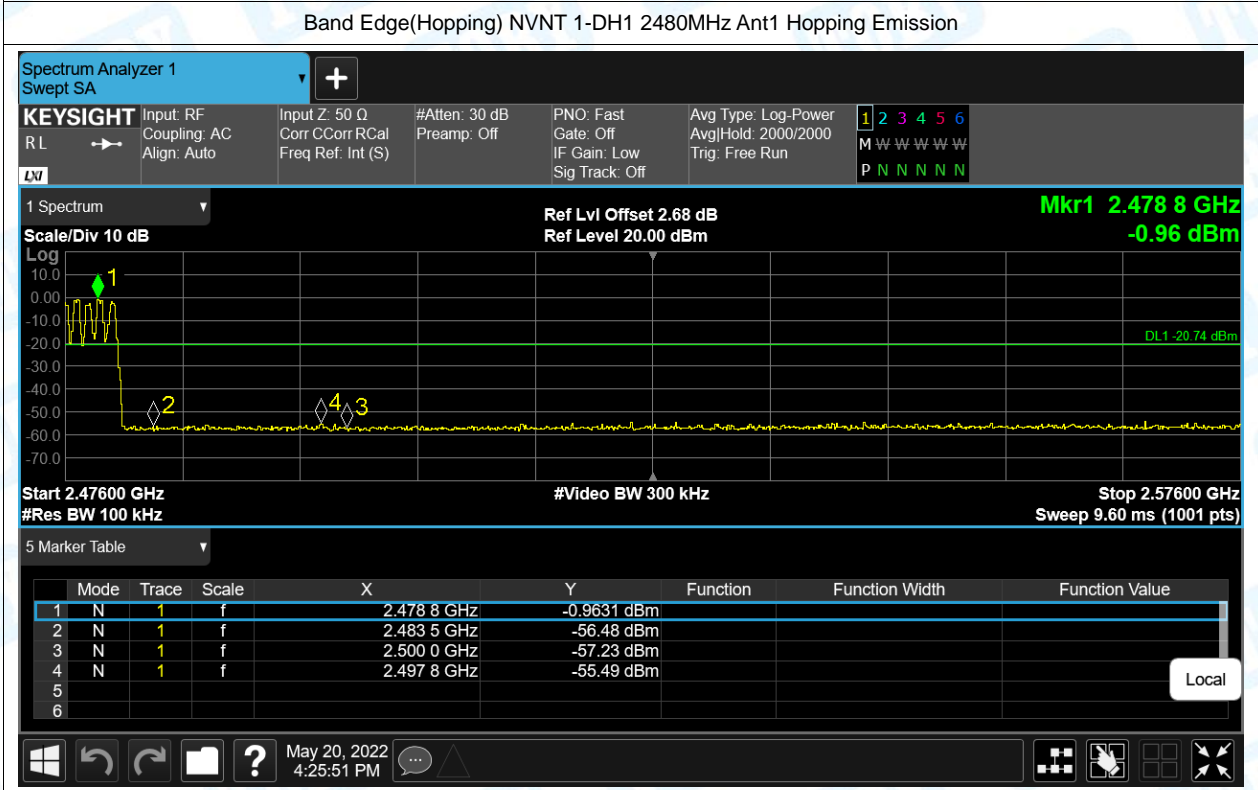 Band Edge(Hopping) NVNT 1-DH1 2480MHz Ant1 Hopping Emission
Spectrum Analyzer 1
Swept SA
+
KEYSIGHT
RL
LXI
Input: RF
Coupling: AC
Align: Auto
Input Z: 50 Ω
Corr CCorr RCal
Freq Ref: Int (S)
#Atten: 30 dB
Preamp: Off
PNO: Fast
Gate: Off
IF Gain: Low
Sig Track: Off
Avg Type: Log-Power
Avg|Hold: 2000/2000
Trig: Free Run
1 2 3 4 5 6
M W W W W W
P N N N N N
1 Spectrum
Scale/Div 10 dB
Ref Lvl Offset 2.68 dB
Ref Level 20.00 dBm
Mkr1 2.478 8 GHz
-0.96 dBm
Log
10.0
0.00
-10.0
-20.0
-30.0
-40.0
-50.0
-60.0
-70.0
1
DL1 -20.74 dBm
2
4
3
Start 2.47600 GHz #Video BW 300 kHz Stop 2.57600 GHz
#Res BW 100 kHz Sweep 9.60 ms (1001 pts)
5 Marker Table
Mode Trace Scale X Y Function Function Width Function Value
1 N 1 f 2.478 8 GHz -0.9631 dBm
2 N 1 f 2.483 5 GHz -56.48 dBm
3 N 1 f 2.500 0 GHz -57.23 dBm
4 N 1 f 2.497 8 GHz -55.49 dBm
5
6
Local
?
May 20, 2022
4:25:51 PM